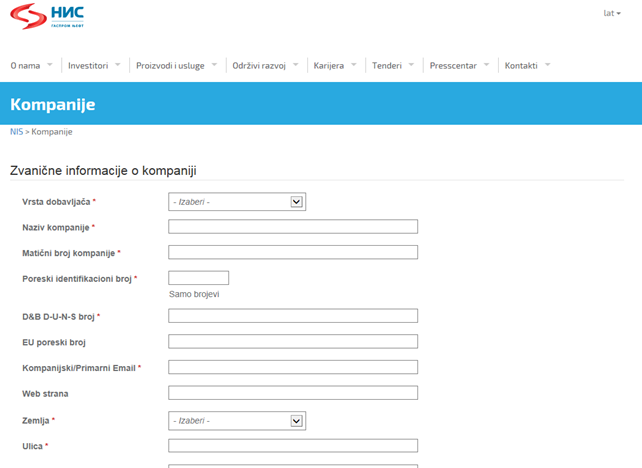 НИС
ГАЗПРОМ НЕФТ
lat
O nama Investitori Proizvodi i usluge Održivi razvoj Karijera Tenderi Presscentar Kontakti
Kompanije
NIS > Kompanije
Zvanične informacije o kompaniji
Vrsta dobavljača * - Izaberi -
Naziv kompanije *
Matični broj kompanije *
Poreski identifikacioni broj *
Samo brojevi
D&B D-U-N-S broj *
EU poreski broj
Kompanijski/Primarni Email *
Web strana
Zemlja * - Izaberi -
Ulica *